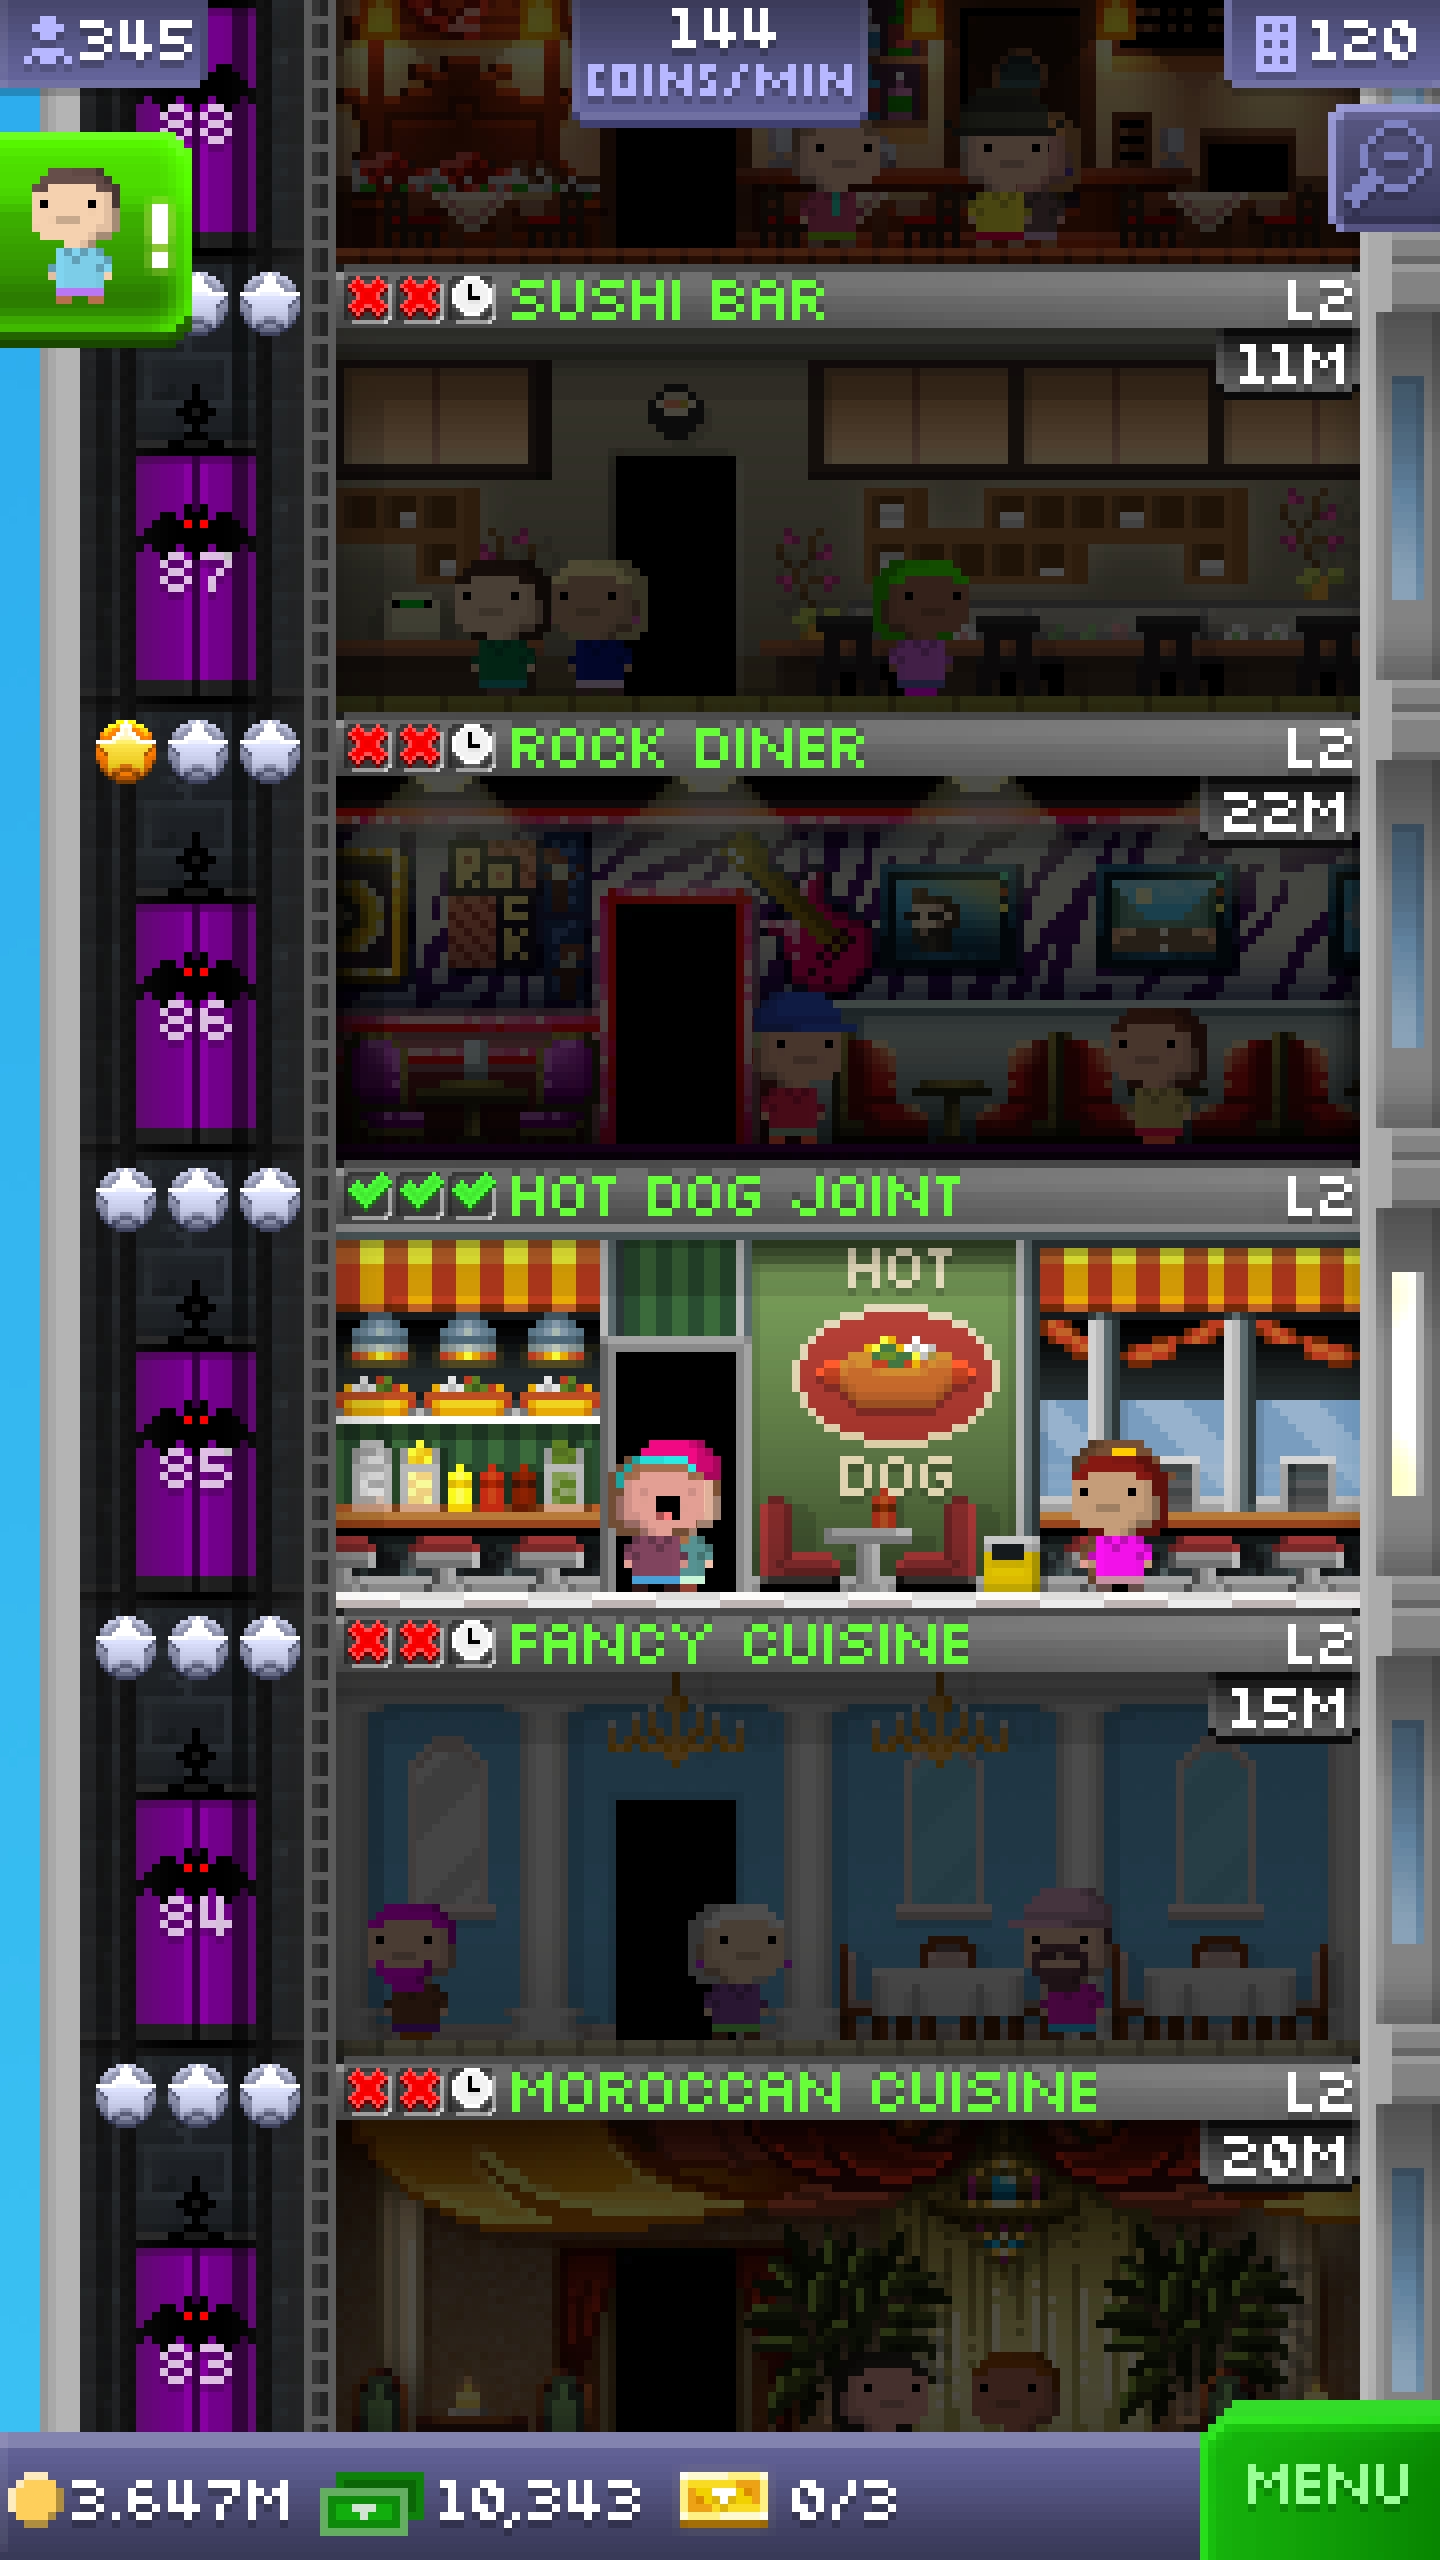 345
144
COINS/MIN
120
!
88
SUSHI BAR
L2
11M
87
ROCK DINER
L2
22M
Ro
CK
86
HOT DOG JOINT
L2
HOT
DOG
85
FANCY CUISINE
L2
15M
84
MOROCCAN CUISINE
L2
20M
83
3.647M
10,343
0/3
MENU